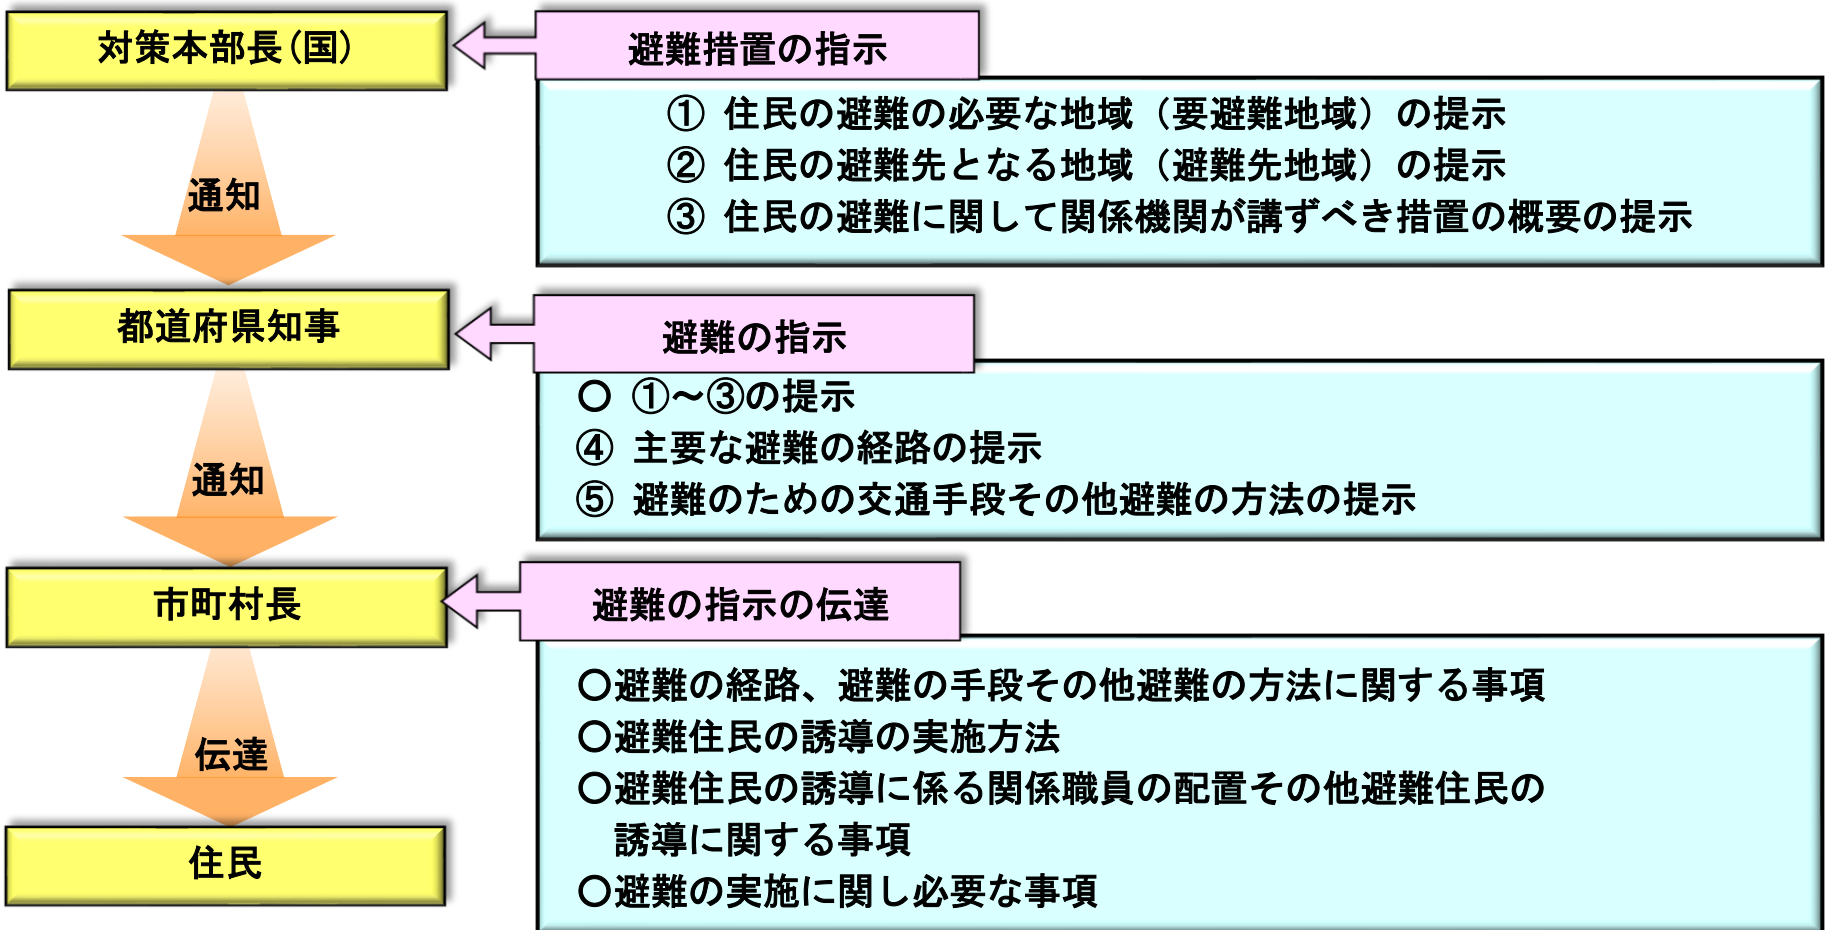 対策本部長(国)
避難措置の指示
① 住民の避難の必要な地域（要避難地域）の提示
② 住民の避難先となる地域（避難先地域）の提示
③ 住民の避難に関して関係機関が講ずべき措置の概要の提示
通知
都道府県知事
避難の指示
○ ①～③の提示
④ 主要な避難の経路の提示
⑤ 避難のための交通手段その他避難の方法の提示
通知
市町村長
避難の指示の伝達
○避難の経路、避難の手段その他避難の方法に関する事項
○避難住民の誘導の実施方法
○避難住民の誘導に係る関係職員の配置その他避難住民の
誘導に関する事項
○避難の実施に関し必要な事項
伝達
住民